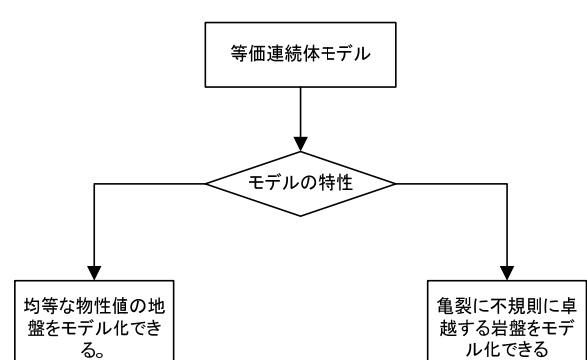 等価連続体モデル
モデルの特性
均等な物性値の地
盤をモデル化でき
る。
亀裂に不規則に卓
越する岩盤をモデ
ル化できる